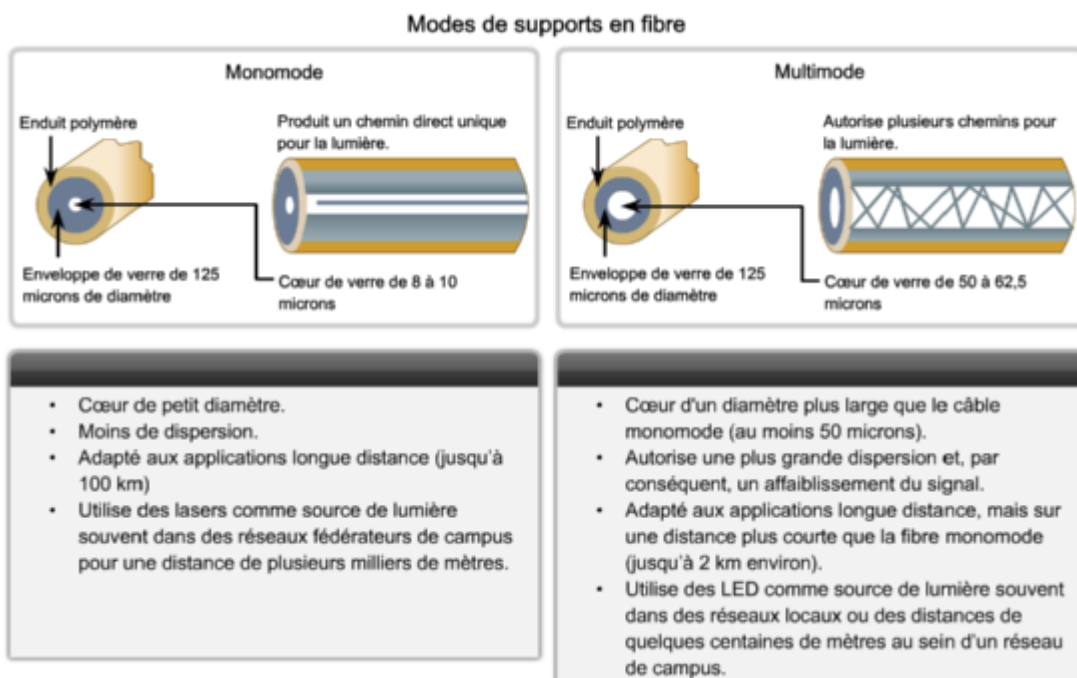 Modes de supports en fibre
Monomode
Enduit polymère
Produit un chemin direct unique
pour la lumière.
Enveloppe de verre de 125
microns de diamètre
Cœur de verre de 8 à 10
microns
Multimode
Enduit polymère
Autorise plusieurs chemins pour
la lumière.
Enveloppe de verre de 125
microns de diamètre
Cœur de verre de 50 à 62,5
microns
• Cœur de petit diamètre.
• Moins de dispersion.
• Adapté aux applications longue distance (jusqu'à
100 km)
• Utilise des lasers comme source de lumière
souvent dans des réseaux fédérateurs de campus
pour une distance de plusieurs milliers de mètres.
• Cœur d'un diamètre plus large que le câble
monomode (au moins 50 microns).
• Autorise une plus grande dispersion et, par
conséquent, un affaiblissement du signal.
• Adapté aux applications longue distance, mais sur
une distance plus courte que la fibre monomode
(jusqu'à 2 km environ).
• Utilise des LED comme source de lumière souvent
dans des réseaux locaux ou des distances de
quelques centaines de mètres au sein d'un réseau
de campus.